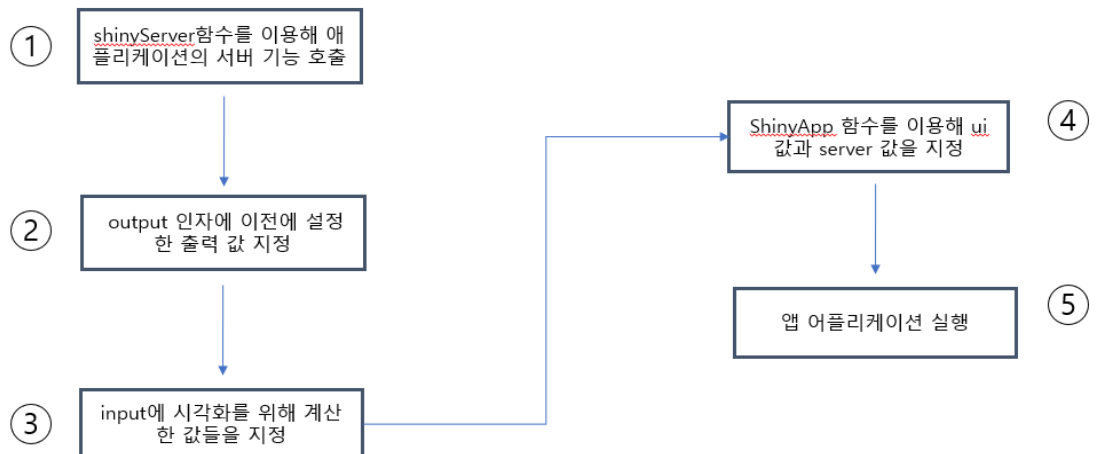 ①
shinyServer함수를 이용해 애
플리케이션의 서버 기능 호출
②
output 인자에 이전에 설정
한 출력 값 지정
③
input에 시각화를 위해 계산
한 값들을 지정
④
ShinyApp 함수를 이용해 ui
값과 server 값을 지정
⑤
앱 어플리케이션 실행